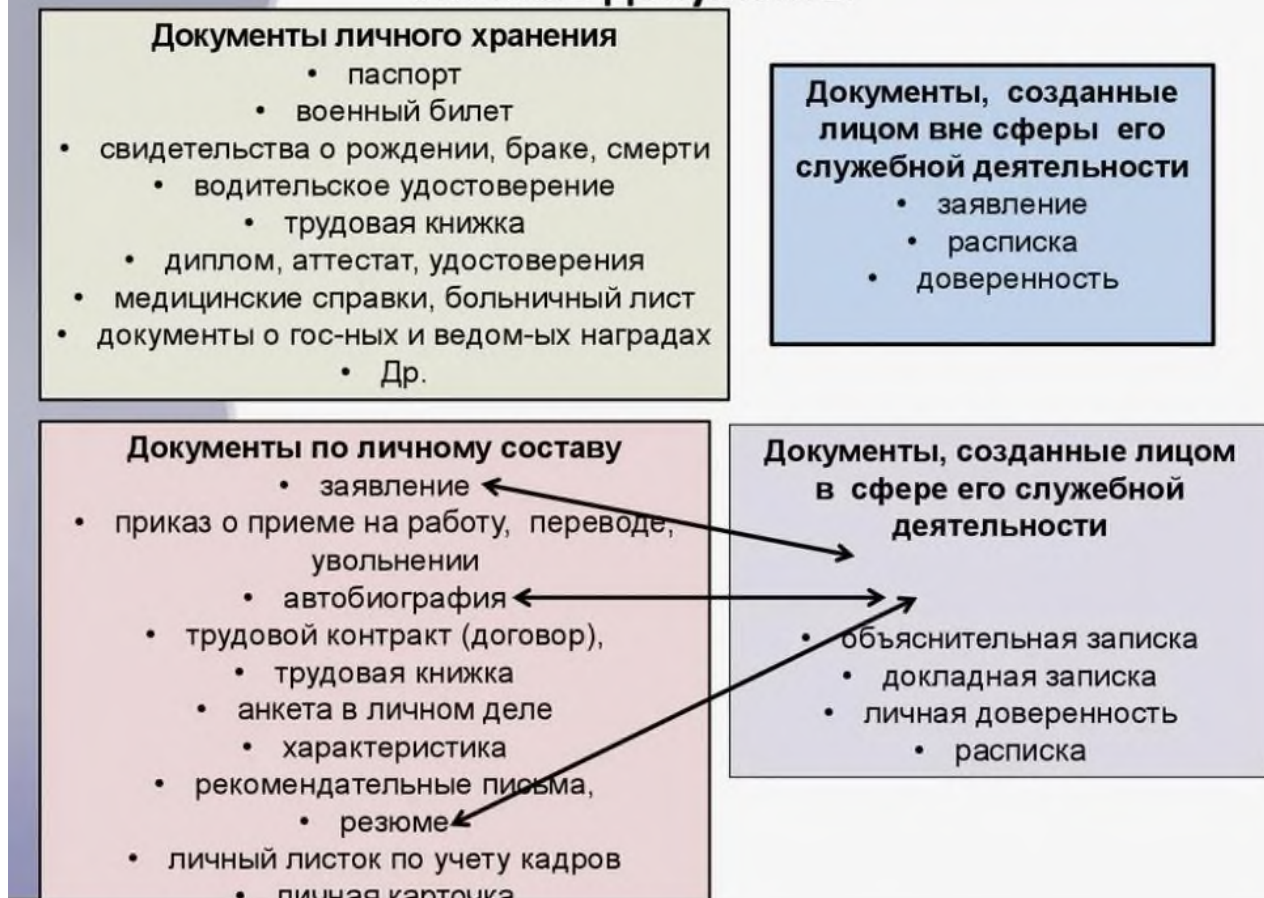 Документы личного хранения
• паспорт
• военный билет
• свидетельства о рождении, браке, смерти
• водительское удостоверение
• трудовая книжка
• диплом, аттестат, удостоверения
• медицинские справки, больничный лист
• документы о гос-ных и ведом-ых наградах
• Др.
Документы, созданные
лицом вне сферы его
служебной деятельности
• заявление
• расписка
• доверенность
Документы по личному составу
• заявление
• приказ о приеме на работу, переводе,
увольнении
• автобиография
• трудовой контракт (договор),
• трудовая книжка
• анкета в личном деле
• характеристика
• рекомендательные письма,
• резюме
• личный листок по учету кадров
• личная карточка
Документы, созданные лицом
в сфере его служебной
деятельности
• объяснительная записка
• докладная записка
• личная доверенность
• расписка